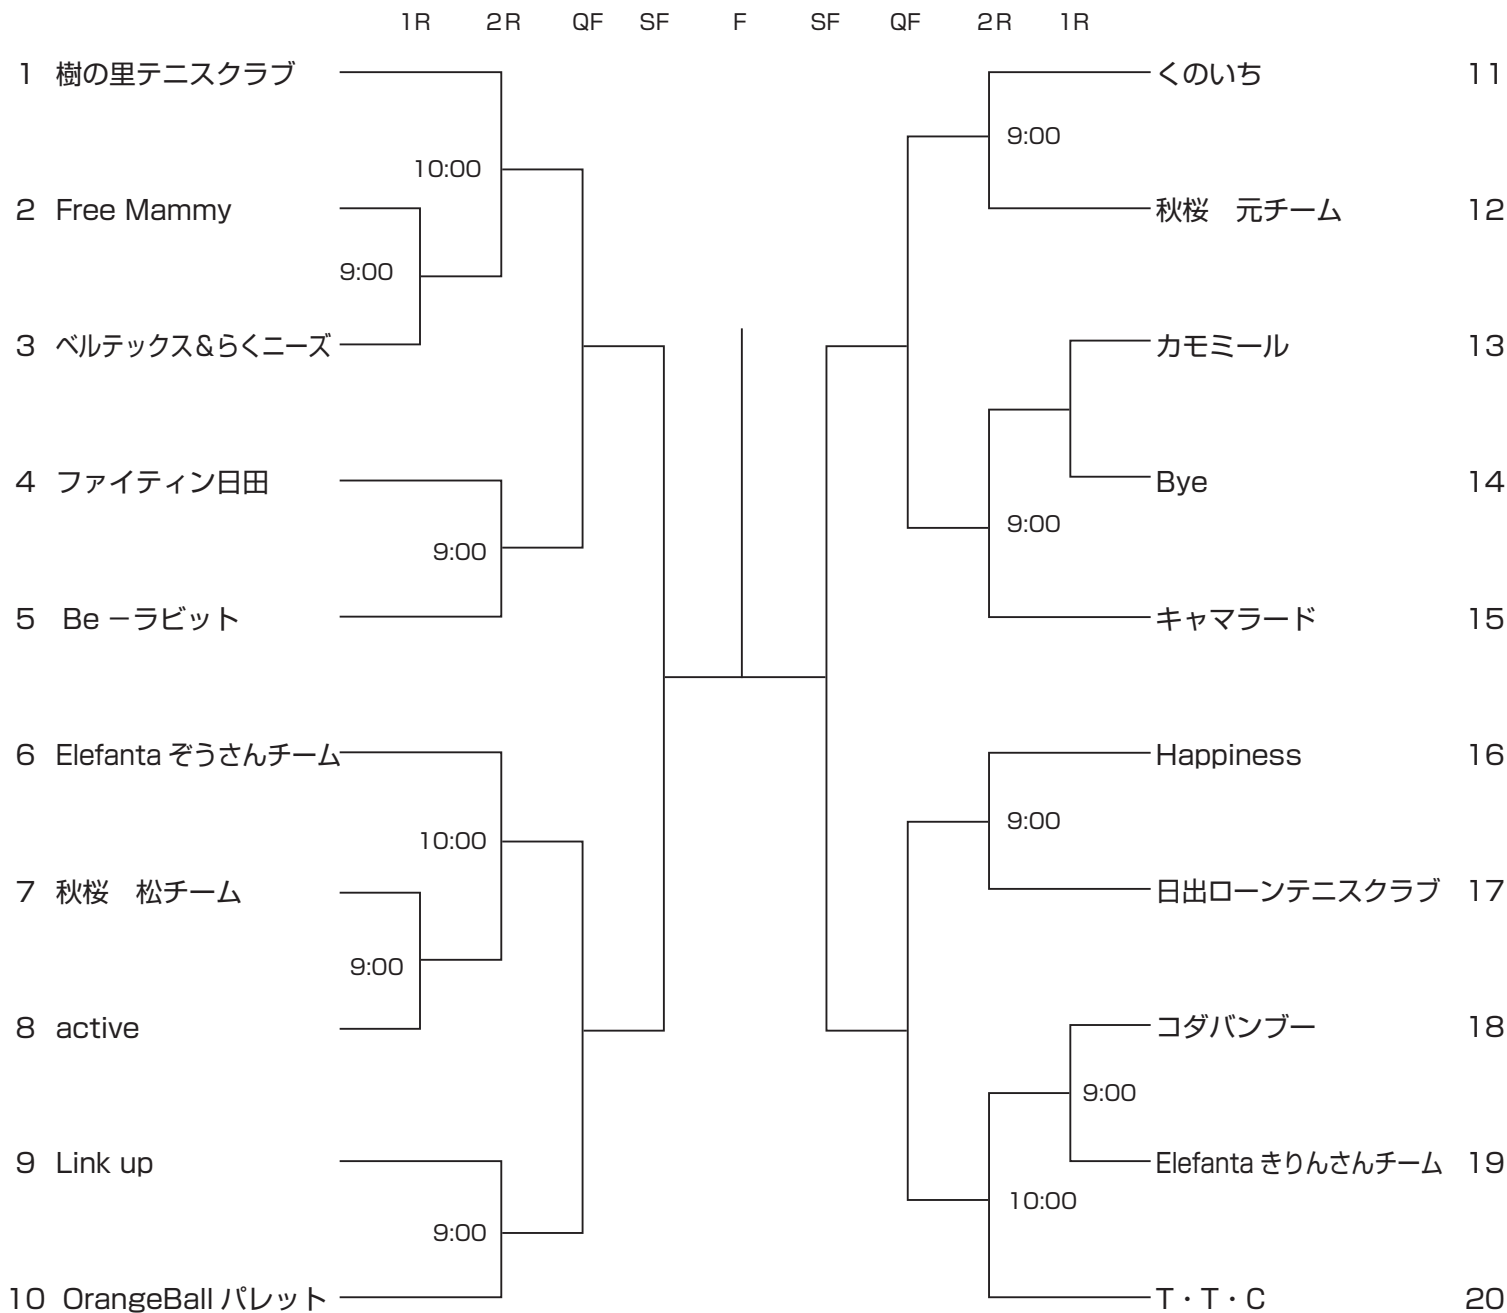 1R 2R QF SF F SF QF 2R 1R
1 樹の里テニスクラブ
10:00
2 Free Mammy
9:00
3 ベルテックス&らくニーズ
4 ファイティン日田
9:00
5 Be －ラビット
6 Elefanta ぞうさんチーム
10:00
7 秋桜　松チーム
9:00
8 active
9 Link up
9:00
10 OrangeBall パレット
くのいち 11
9:00
秋桜　元チーム 12
カモミール 13
Bye 14
9:00
キャマラード 15
Happiness 16
9:00
日出ローンテニスクラブ 17
コダバンブー 18
9:00
Elefanta きりんさんチーム 19
10:00
T・T・C 20